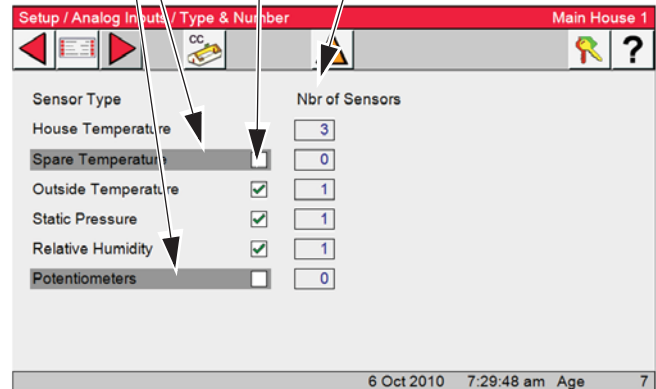 Setup / Analog Inputs / Type & Number Main House 1
CC
?
Sensor Type Nbr of Sensors
House Temperature 3
Spare Temperature 0
Outside Temperature 1
Static Pressure 1
Relative Humidity 1
Potentiometers 0
6 Oct 2010 7:29:48 am Age 7